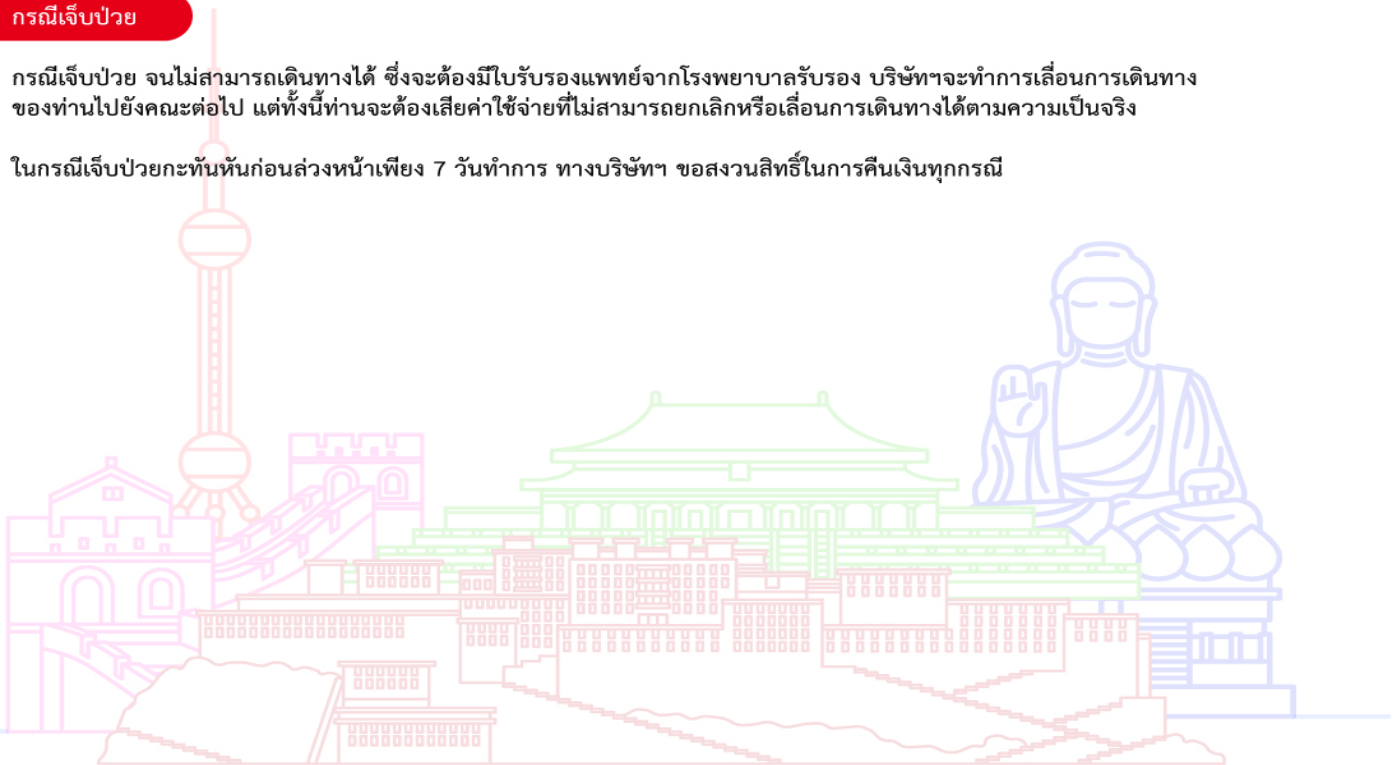 กรณีเจ็บป่วย
กรณีเจ็บป่วย จนไม่สามารถเดินทางได้ ซึ่งจะต้องมีใบรับรองแพทย์จากโรงพยาบาลรับรอง บริษัทฯจะทำการเลื่อนการเดินทาง
ของท่านไปยังคณะต่อไป แต่ทั้งนี้ท่านจะต้องเสียค่าใช้จ่ายที่ไม่สามารถยกเลิกหรือเลื่อนการเดินทางได้ตามความเป็นจริง
ในกรณีเจ็บป่วยกะทันหันก่อนล่วงหน้าเพียง 7 วันทำการ ทางบริษัทฯ ขอสงวนสิทธิ์ในการคืนเงินทุกกรณี